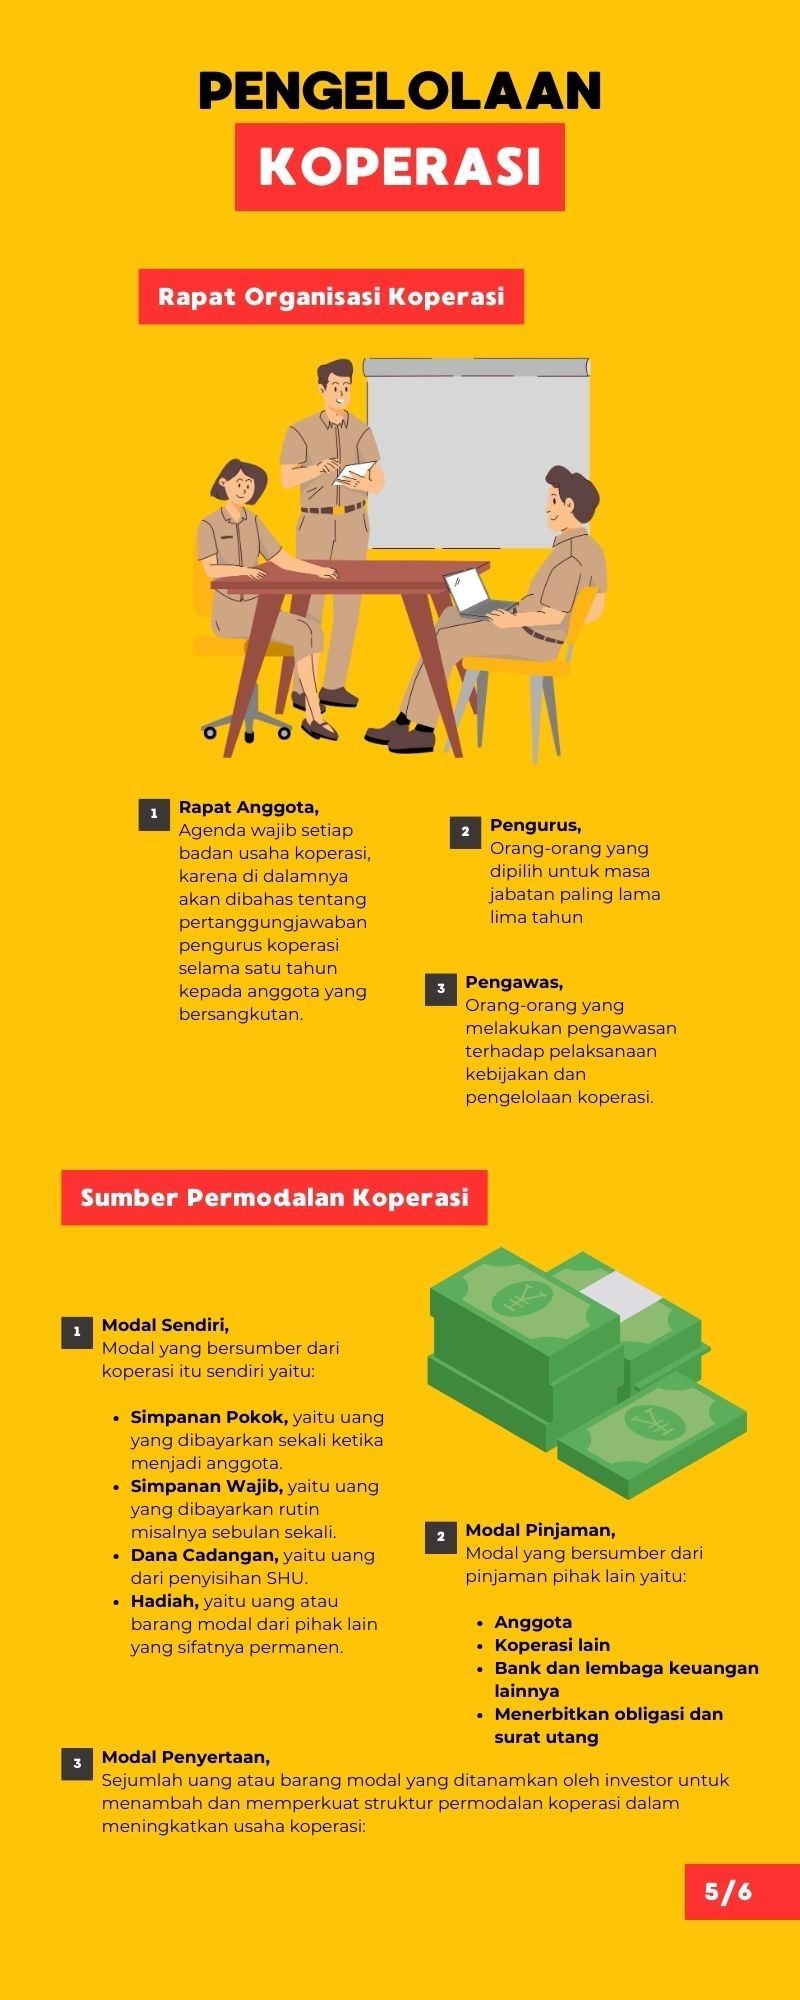 PENGELOLAAN
KOPERASI
Rapat Organisasi Koperasi
1
Rapat Anggota,
Agenda wajib setiap
badan usaha koperasi,
karena di dalamnya
akan dibahas tentang
pertanggungjawaban
pengurus koperasi
selama satu tahun
kepada anggota yang
bersangkutan.
2
Pengurus,
Orang-orang yang
dipilih untuk masa
jabatan paling lama
lima tahun
3
Pengawas,
Orang-orang yang
melakukan pengawasan
terhadap pelaksanaan
kebijakan dan
pengelolaan koperasi.
Sumber Permodalan Koperasi
1
Modal Sendiri,
Modal yang bersumber dari
koperasi itu sendiri yaitu:
• Simpanan Pokok, yaitu uang
yang dibayarkan sekali ketika
menjadi anggota.
• Simpanan Wajib, yaitu uang
yang dibayarkan rutin
misalnya sebulan sekali.
• Dana Cadangan, yaitu uang
dari penyisihan SHU.
• Hadiah, yaitu uang atau
barang modal dari pihak lain
yang sifatnya permanen.
2
Modal Pinjaman,
Modal yang bersumber dari
pinjaman pihak lain yaitu:
• Anggota
• Koperasi lain
• Bank dan lembaga keuangan
lainnya
• Menerbitkan obligasi dan
surat utang
3
Modal Penyertaan,
Sejumlah uang atau barang modal yang ditanamkan oleh investor untuk
menambah dan memperkuat struktur permodalan koperasi dalam
meningkatkan usaha koperasi:
5/6